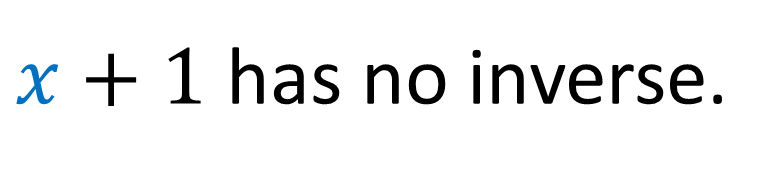 x + 1 has no inverse.